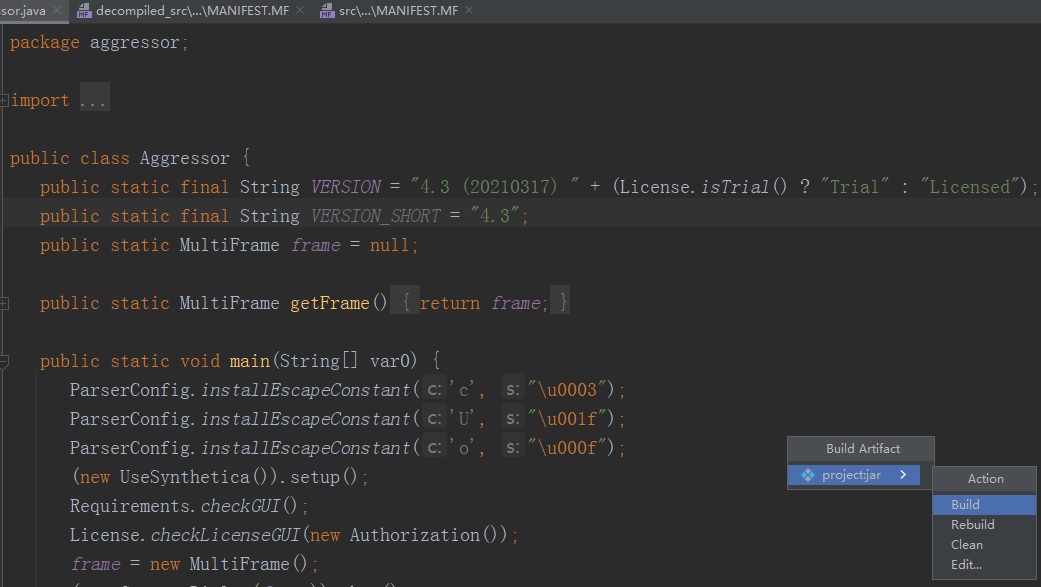 sor.java × decompiled_src\...\MANIFEST.MF × src\...\MANIFEST.MF ×
package aggressor;
import ...
public class Aggressor {
public static final String VERSION = "4.3 (20210317) " + (License.isTrial() ? "Trial" : "Licensed");
public static final String VERSION_SHORT = "4.3";
public static MultiFrame frame = null;
public static MultiFrame getFrame() { return frame; }
public static void main(String[] var0) {
ParserConfig.installEscapeConstant( c: 'c', s: "\u0003");
ParserConfig.installEscapeConstant( c: 'U', s: "\u001f");
ParserConfig.installEscapeConstant( c: 'o', s: "\u000f");
(new UseSynthetica()).setup();
Requirements.checkGUI();
License.checkLicenseGUI(new Authorization());
frame = new MultiFrame();
Build Artifact
project:jar
Action
Build
Rebuild
Clean
Edit...